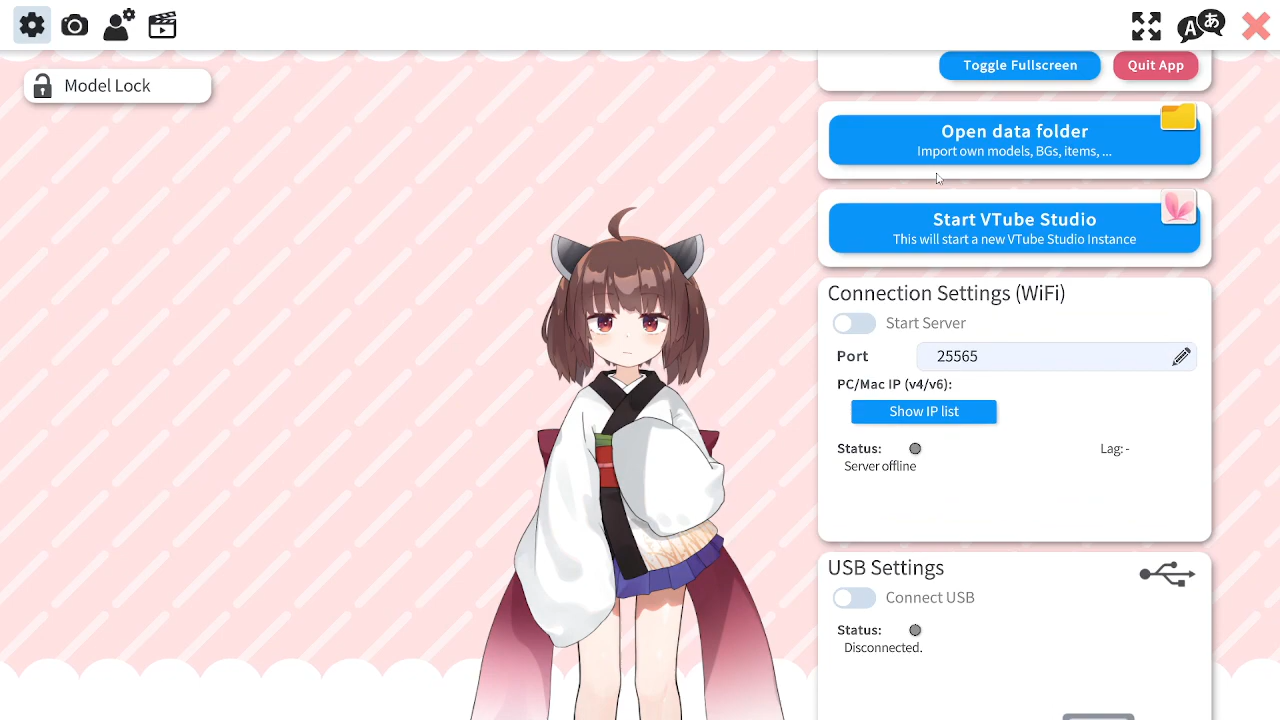 A あ
Model Lock
Toggle Fullscreen
Quit App
Open data folder
Import own models, BGs, items, ...
Start VTube Studio
This will start a new VTube Studio Instance
Connection Settings (WiFi)
Start Server
Port 25565
PC/Mac IP (v4/v6):
Show IP list
Status: Lag: -
Server offline
USB Settings
Connect USB
Status:
Disconnected.